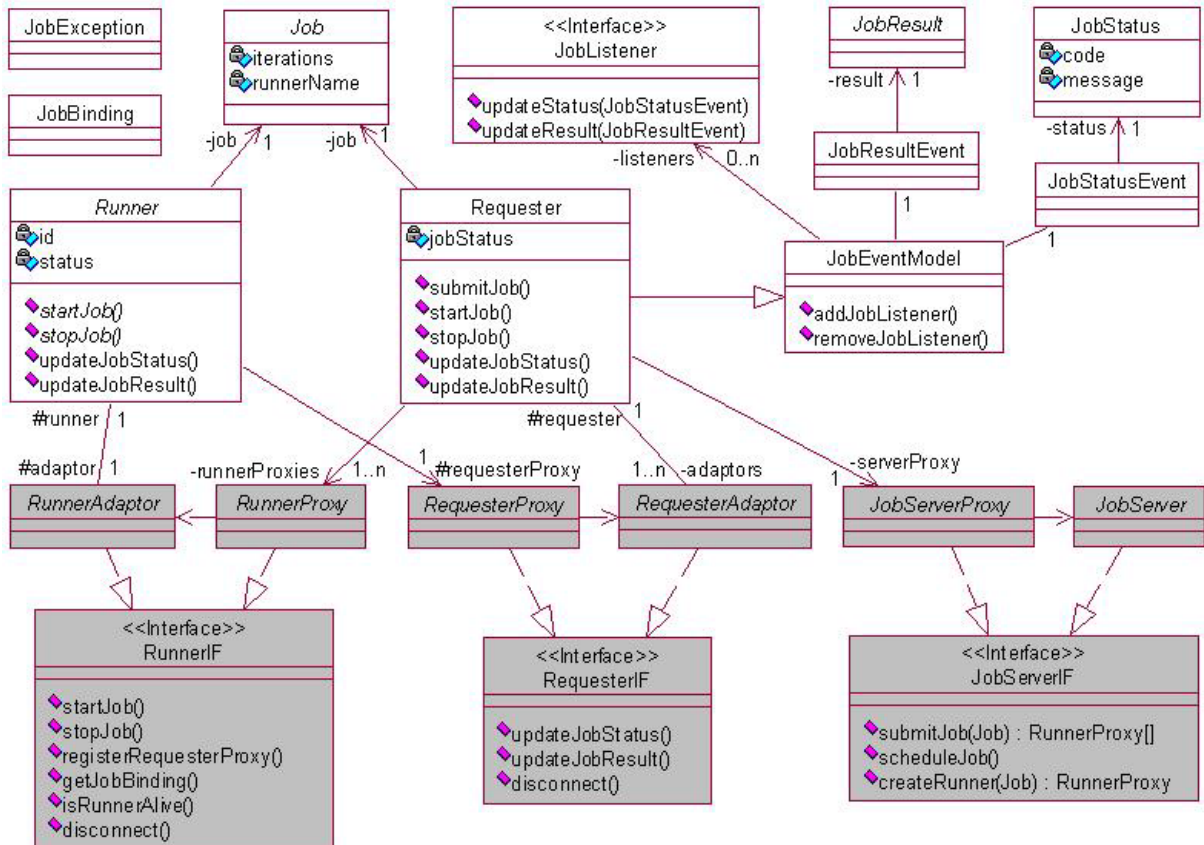 JobException
JobBinding
Job
iterations
runnerName
<<Interface>>
JobListener
updateStatus(JobStatusEvent)
updateResult(JobResultEvent)
JobResult
JobStatus
code
message
-result
1
-status
1
JobResultEvent
JobStatusEvent
-job
1
-job
1
-listeners
0..n
1
1
Runner
id
status
startJob()
stopJob()
updateJobStatus()
updateJobResult()
Requester
jobStatus
submitJob()
startJob()
stopJob()
updateJobStatus()
updateJobResult()
JobEventModel
addJobListener()
removeJobListener()
#runner
1
#requester
1
#adaptor
1
-runnerProxies
1..n
1
#requesterProxy
1..n
-adaptors
-serverProxy
1
RunnerAdaptor
RunnerProxy
RequesterProxy
RequesterAdaptor
JobServerProxy
JobServer
<<Interface>>
RunnerIF
startJob()
stopJob()
registerRequesterProxy()
getJobBinding()
isRunnerAlive()
disconnect()
<<Interface>>
RequesterIF
updateJobStatus()
updateJobResult()
disconnect()
<<Interface>>
JobServerIF
submitJob(Job) : RunnerProxy[]
scheduleJob()
createRunner(Job) : RunnerProxy